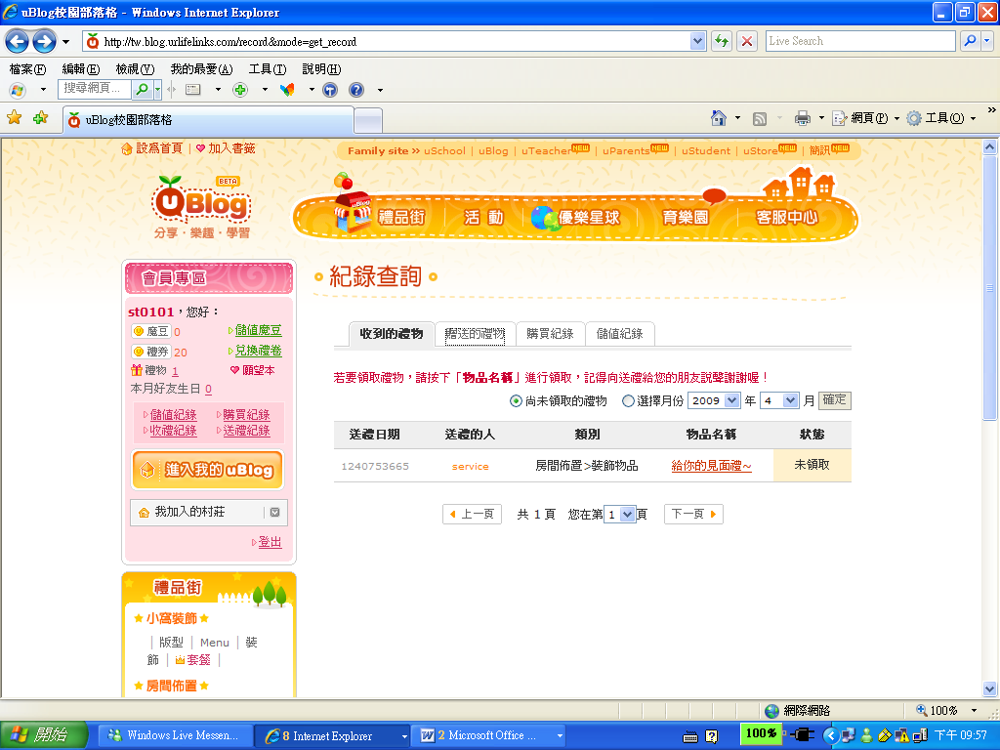 uBlog校園部落格 - Windows Internet Explorer
http://tw.blog.urlifelinks.com/record&mode=get_record
Live Search
檔案(F) 編輯(E) 檢視(V) 我的最愛(A) 工具(T) 說明(H)
搜尋網頁...
uBlog校園部落格
網頁(P) 工具(O)
設為首頁 | 加入書籤
Family site >> uSchool | uBlog | uTeacher NEW | uParents NEW | uStudent | uStore NEW | 簡訊 NEW
BETA
uBlog
分享・樂趣・學習
uBlog
禮品街 活 動 優樂星球 育樂園 客服中心
會員專區
st0101，您好：
魔豆 0 儲值魔豆
禮券 20 兌換禮卷
禮物 1 願望本
本月好友生日 0
儲值紀錄 購買紀錄
收禮紀錄 送禮紀錄
進入我的 uBlog
我加入的村莊
登出
禮品街
小窩裝飾
| 版型 | Menu | 裝
飾 | 套餐 |
房間佈置
紀錄查詢
收到的禮物 贈送的禮物 購買紀錄 儲值紀錄
若要領取禮物，請按下「物品名稱」進行領取，記得向送禮給您的朋友說聲謝謝喔！
尚未領取的禮物 選擇月份 2009 年 4 月 確定
送禮日期 送禮的人 類別 物品名稱 狀態
1240753665 service 房間佈置>裝飾物品 給你的見面禮~ 未領取
上一頁 共 1 頁 您在第 1 頁 下一頁
網際網路 100%
開始 Windows Live Messen... 8 Internet Explorer 2 Microsoft Office ... 100% 下午 09:57